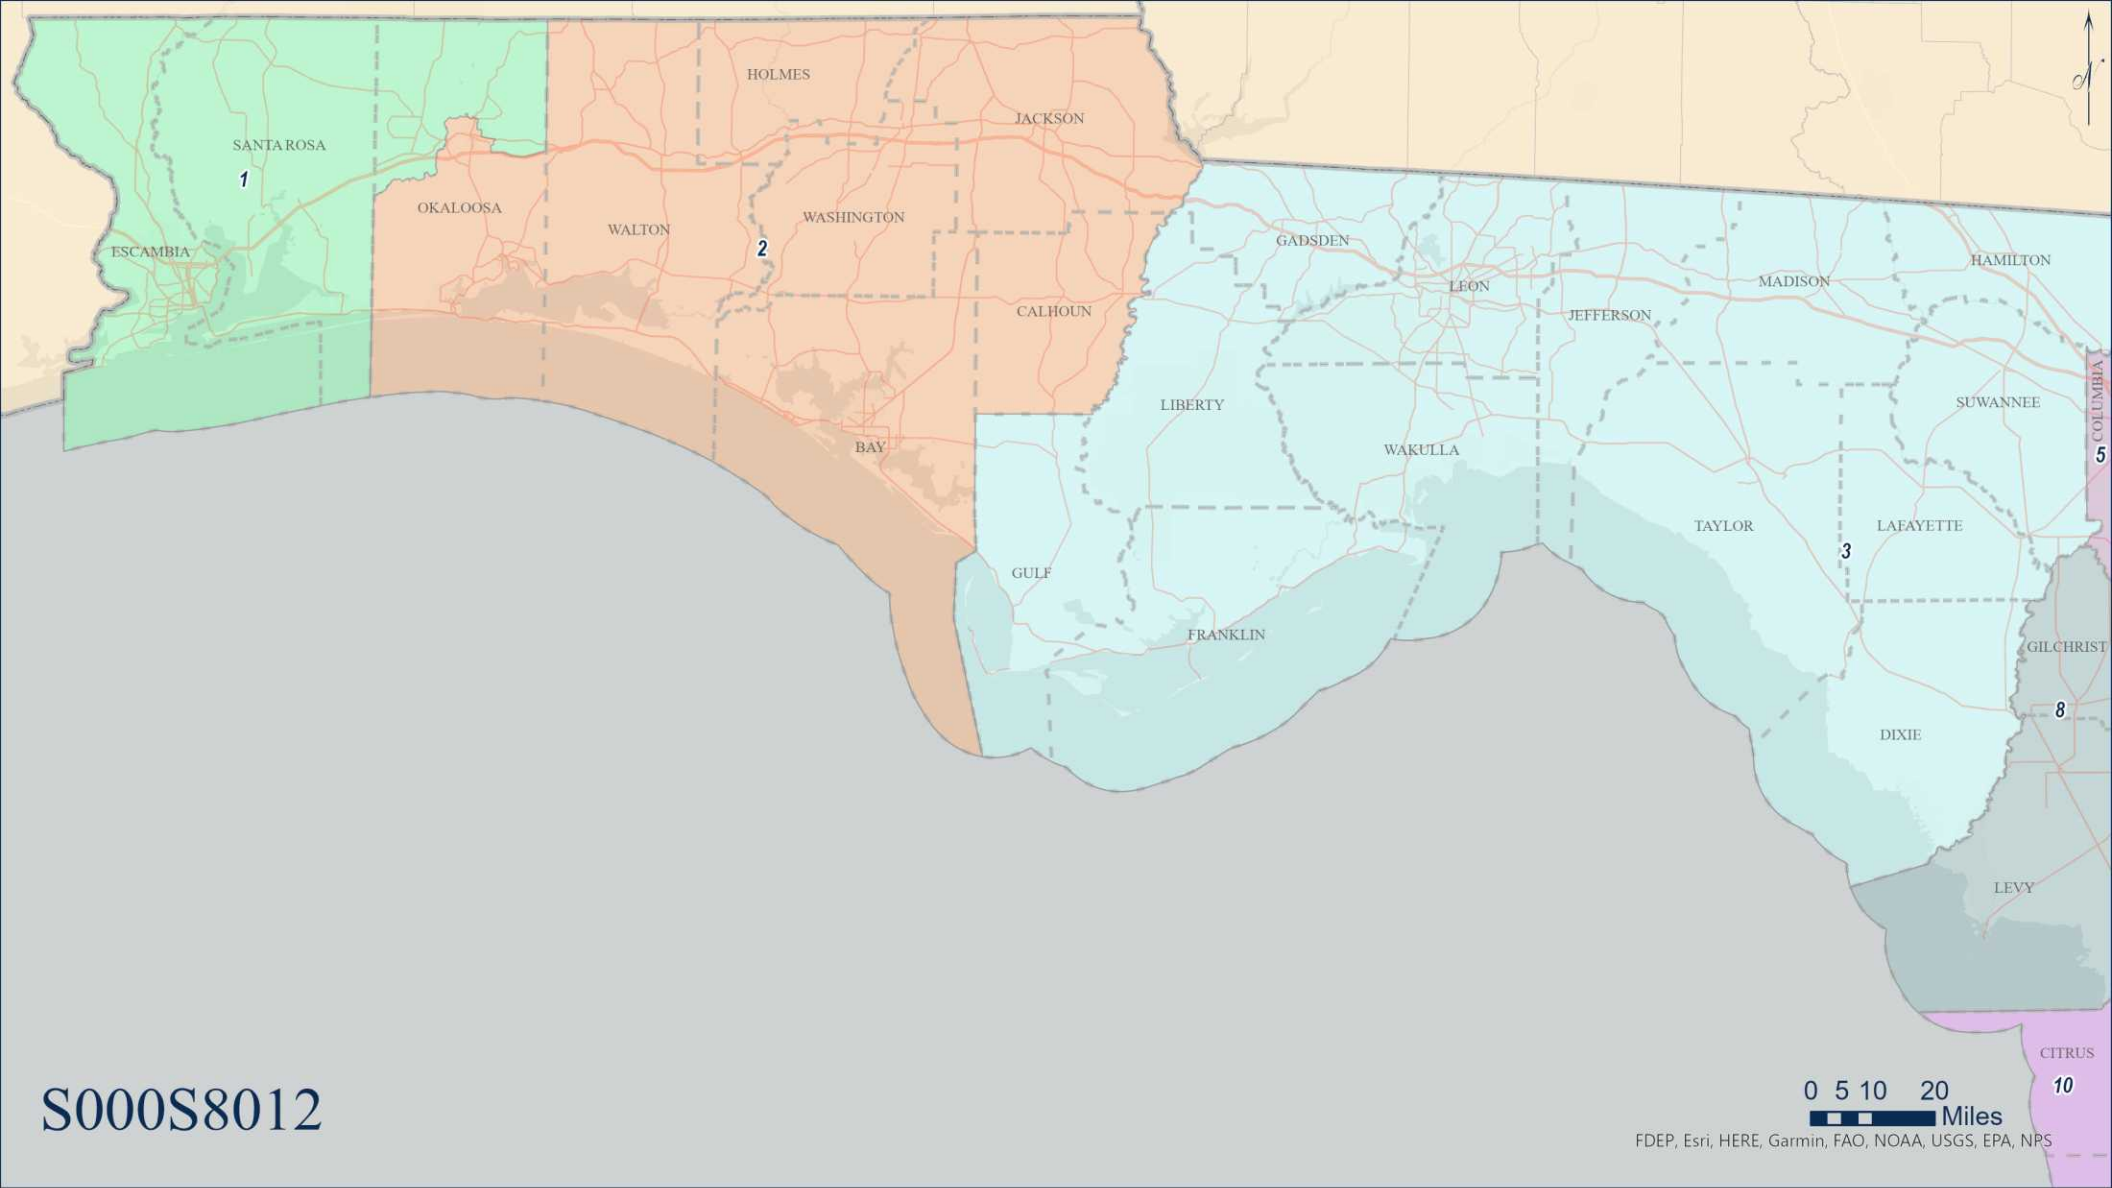 HOLMES
JACKSON
SANTA ROSA
1
OKALOOSA
WALTON
WASHINGTON
2
ESCAMBIA
GADSDEN
LEON
MADISON
HAMILTON
JEFFERSON
CALHOUN
LIBERTY
WAKULLA
SUWANNEE
COLUMBIA
5
BAY
TAYLOR
LAFAYETTE
3
GULF
FRANKLIN
GILCHRIST
8
DIXIE
LEVY
CITRUS
10
S000S8012
0 5 10 20
Miles
FDEP, Esri, HERE, Garmin, FAO, NOAA, USGS, EPA, NPS
N